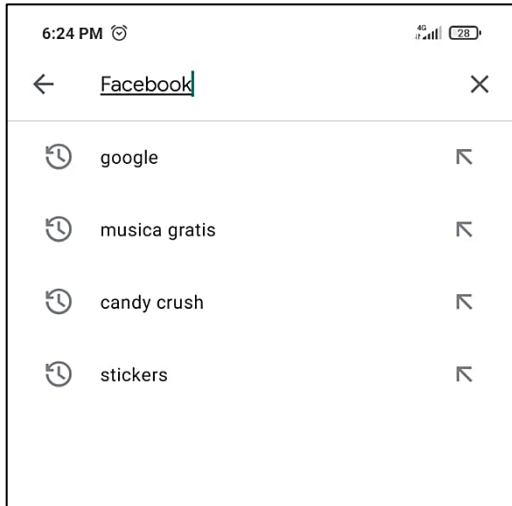 6:24 PM 4G 28
Facebook
google
musica gratis
candy crush
stickers